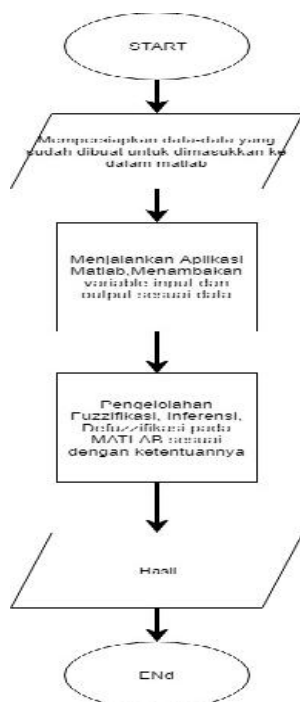 START
Mempersiapkan data-data yang
sudah dibuat untuk dimasukkan ke
dalam matlab
Menjalankan Aplikasi
Matlab,Menambakan
variable input dan
output sesuai data
Pengelolahan
Fuzzifikasi, Inferensi,
Defuzzifikasi pada
MATLAB sesuai
dengan ketentuannya
Hasil
ENd